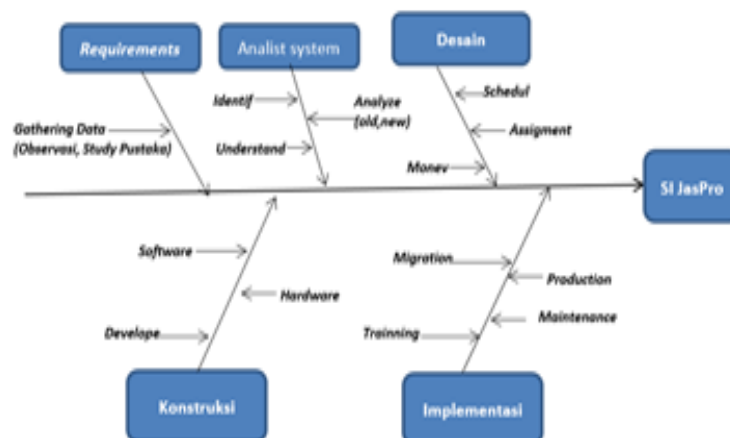 Requirements
Analist system
Desain
Identif
Analyze
(old,new)
Schedul
Assigment
Gathering Data
(Observasi, Study Pustaka)
Understand
Monev
SI JasPro
Software
Hardware
Develope
Migration
Production
Maintenance
Trainning
Konstruksi
Implementasi